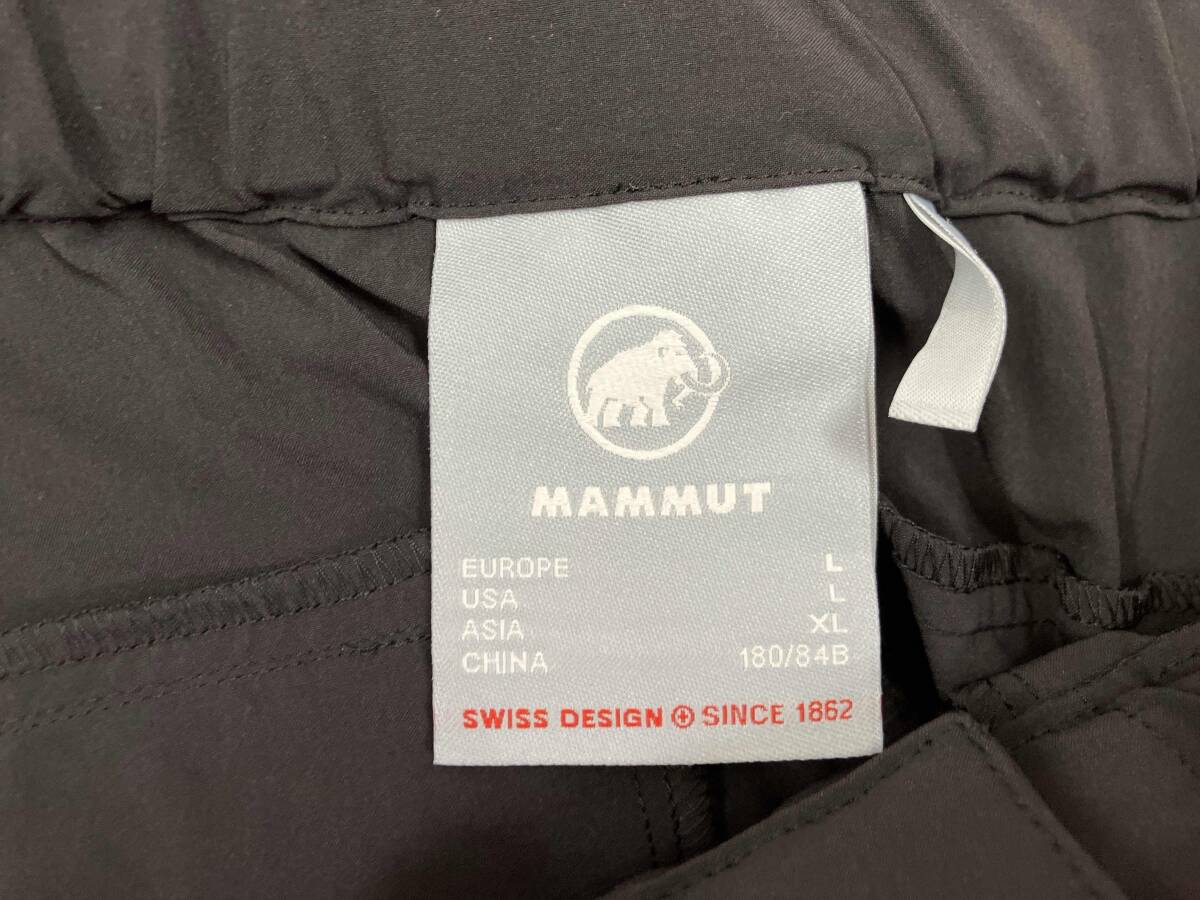 MAMMUT
EUROPE L
USA L
ASIA XL
CHINA 180/84B
SWISS DESIGN SINCE 1862